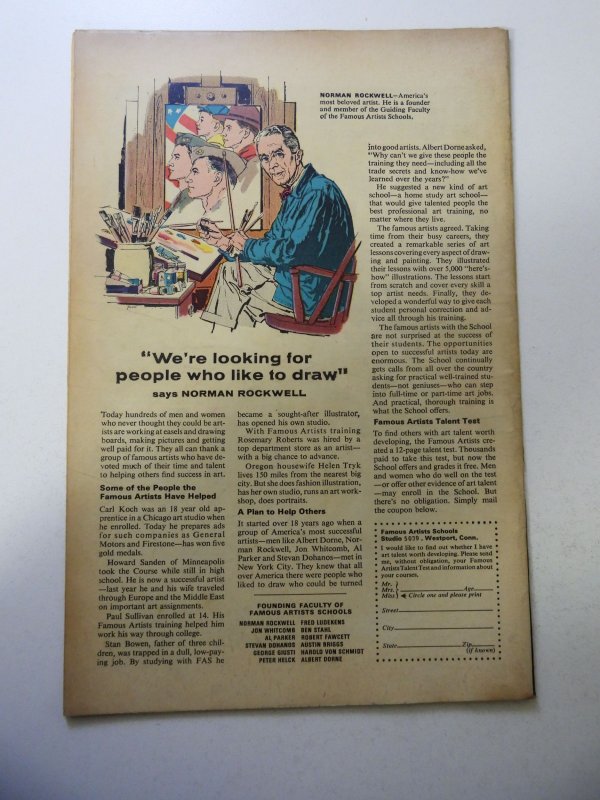 NORMAN ROCKWELL—America's
most beloved artist. He is a founder
and member of the Guiding Faculty
of the Famous Artists Schools.
"We're looking for
people who like to draw"
says NORMAN ROCKWELL
Today hundreds of men and women
who never thought they could be art-
ists are working at easels and drawing
boards, making pictures and getting
well paid for it. They all can thank a
group of famous artists who have de-
voted much of their time and talent
to helping others find success in art.
Some of the People the
Famous Artists Have Helped
Carl Koch was an 18 year old ap-
prentice in a Chicago art studio when
he enrolled. Today he prepares ads
for such companies as General
Motors and Firestone—has won five
gold medals.
Howard Sanden of Minneapolis
took the Course while still in high
school. He is now a successful artist
—last year he and his wife traveled
through Europe and the Middle East
on important art assignments.
Paul Sullivan enrolled at 14. His
Famous Artists training helped him
work his way through college.
Stan Bowen, father of three chil-
dren, was trapped in a dull, low-pay-
ing job. By studying with FAS he
became a sought-after illustrator,
has opened his own studio.
With Famous Artists training
Rosemary Roberts was hired by a
top department store as an artist—
with a big chance to advance.
Oregon housewife Helen Tryk
lives 150 miles from the nearest big
city. But she does fashion illustration,
has her own studio, runs an art work-
shop, does portraits.
A Plan to Help Others
It started over 18 years ago when a
group of America's most successful
artists—men like Albert Dorne, Nor-
man Rockwell, Jon Whitcomb, Al
Parker and Stevan Dohanos—met in
New York City. They knew that all
over America there were people who
liked to draw who could be turned
FOUNDING FACULTY OF
FAMOUS ARTISTS SCHOOLS
NORMAN ROCKWELL FRED LUDEKENS
JON WHITCOMB BEN STAHL
AL PARKER ROBERT FAWCETT
STEVAN DOHANOS AUSTIN BRIGGS
GEORGE GIUSTI HAROLD VON SCHMIDT
PETER HELCK ALBERT DORNE
into good artists. Albert Dorne asked,
"Why can't we give these people the
training they need—including all the
trade secrets and know-how we've
learned over the years?"
He suggested a new kind of art
school—a home study art school—
that would give talented people the
best professional art training, no
matter where they live.
The famous artists agreed. Taking
time from their busy careers, they
created a remarkable series of art
lessons covering every aspect of draw-
ing and painting. They illustrated
their lessons with over 5,000 "here's-
how" illustrations. The lessons start
from scratch and cover every skill a
top artist needs. Finally, they de-
veloped a wonderful way to give each
student personal correction and ad-
vice all through his training.
The famous artists with the School
are not surprised at the success of
their students. The opportunities
open to successful artists today are
enormous. The School continually
gets calls from all over the country
asking for practical well-trained stu-
dents—not geniuses—who can step
into full-time or part-time art jobs.
And practical, thorough training is
what the School offers.
Famous Artists Talent Test
To find others with art talent worth
developing, the Famous Artists cre-
ated a 12-page talent test. Thousands
paid to take this test, but now the
School offers and grades it free. Men
and women who do well on the test
—or offer other evidence of art talent
—may enroll in the School. But
there's no obligation. Simply mail
the coupon below.
Famous Artists Schools
Studio 5039, Westport, Conn.
I would like to find out whether I have
art talent worth developing. Please send
me, without obligation, your Famous
Artists Talent Test and information about
your courses.
Mr.
Mrs. Age
Miss Circle one and please print
Street
City
State Zip
(if known)